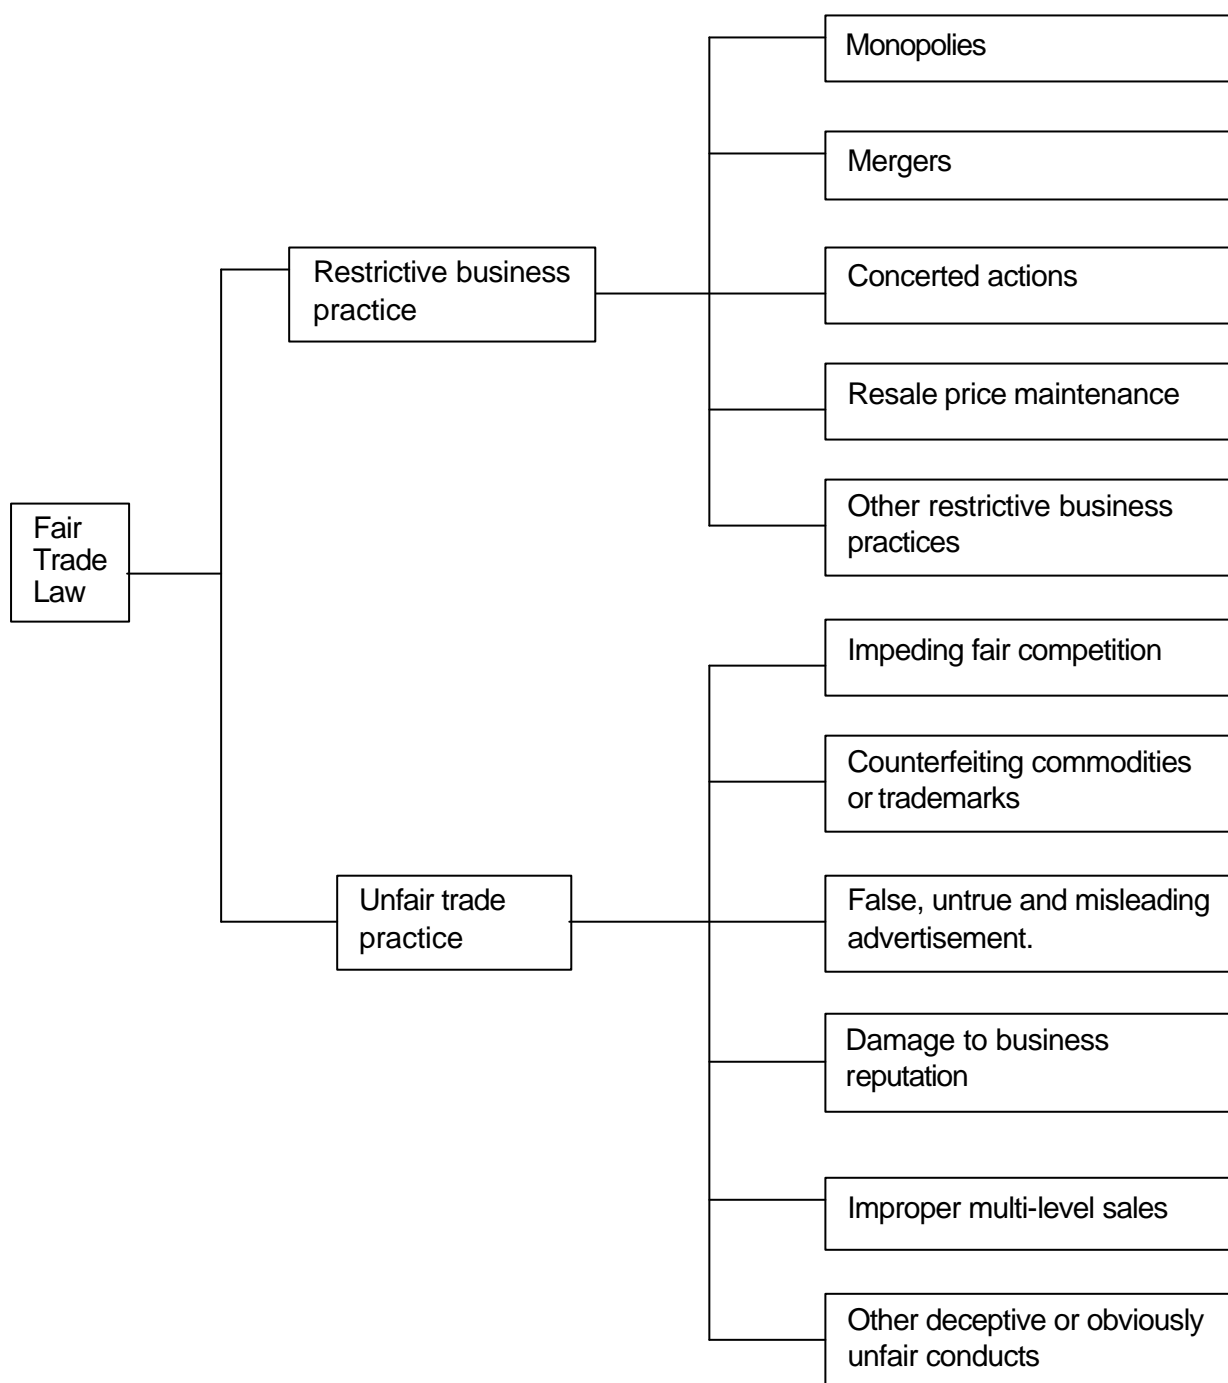 Monopolies
Mergers
Restrictive business
practice
Concerted actions
Resale price maintenance
Other restrictive business
practices
Fair
Trade
Law
Impeding fair competition
Counterfeiting commodities
or trademarks
Unfair trade
practice
False, untrue and misleading
advertisement.
Damage to business
reputation
Improper multi-level sales
Other deceptive or obviously
unfair conducts